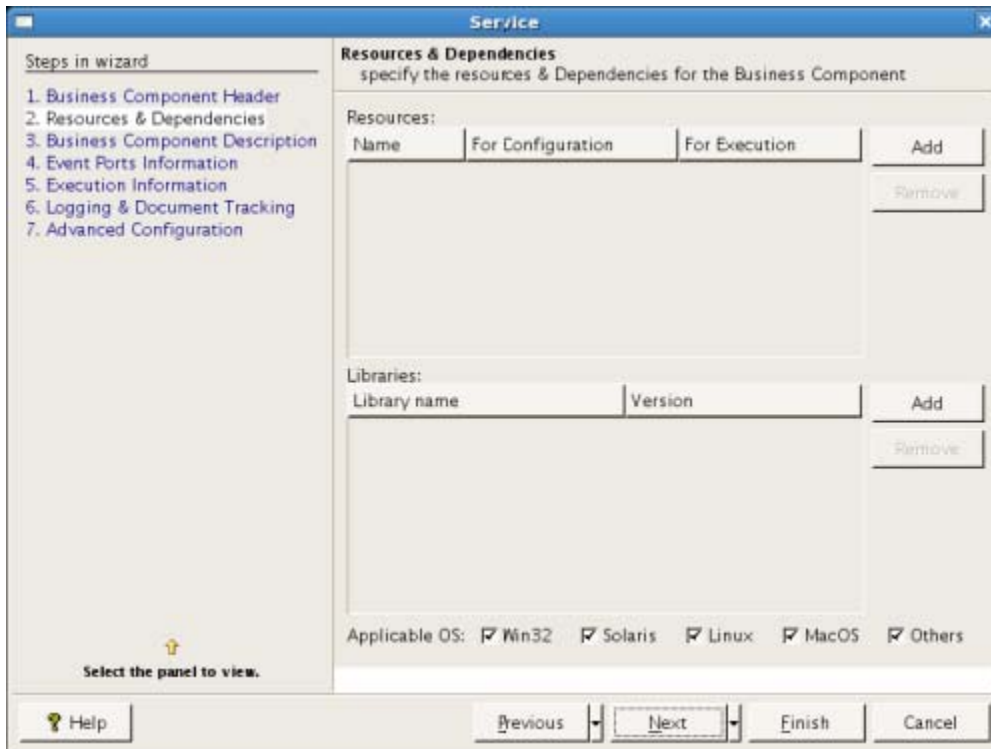 Service
Steps in wizard
1. Business Component Header
2. Resources & Dependencies
3. Business Component Description
4. Event Ports Information
5. Execution Information
6. Logging & Document Tracking
7. Advanced Configuration
Select the panel to view.
Resources & Dependencies
specify the resources & Dependencies for the Business Component
Resources:
Name For Configuration For Execution
Add
Remove
Libraries:
Library name Version
Add
Remove
Applicable OS: Win32 Solaris Linux MacOS Others
Help Previous Next Finish Cancel